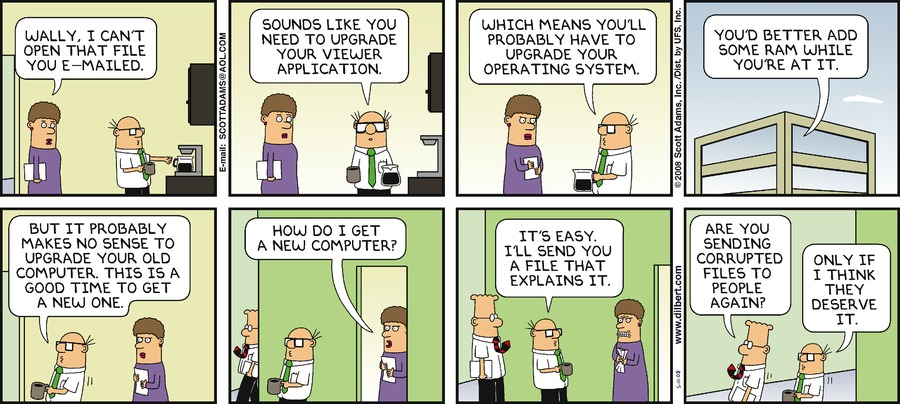 WALLY, I CAN'T
OPEN THAT FILE
YOU E-MAILED.
E-mail: SCOTTADAMS@AOL.COM
SOUNDS LIKE YOU
NEED TO UPGRADE
YOUR VIEWER
APPLICATION.
WHICH MEANS YOU'LL
PROBABLY HAVE TO
UPGRADE YOUR
OPERATING SYSTEM.
© 2008 Scott Adams, Inc./Dist. by UFS, Inc.
YOU'D BETTER ADD
SOME RAM WHILE
YOU'RE AT IT.
BUT IT PROBABLY
MAKES NO SENSE TO
UPGRADE YOUR OLD
COMPUTER. THIS IS A
GOOD TIME TO GET
A NEW ONE.
HOW DO I GET
A NEW COMPUTER?
IT'S EASY.
I'LL SEND YOU
A FILE THAT
EXPLAINS IT.
www.dilbert.com
5-11-08
ARE YOU
SENDING
CORRUPTED
FILES TO
PEOPLE
AGAIN?
ONLY IF
I THINK
THEY
DESERVE
IT.